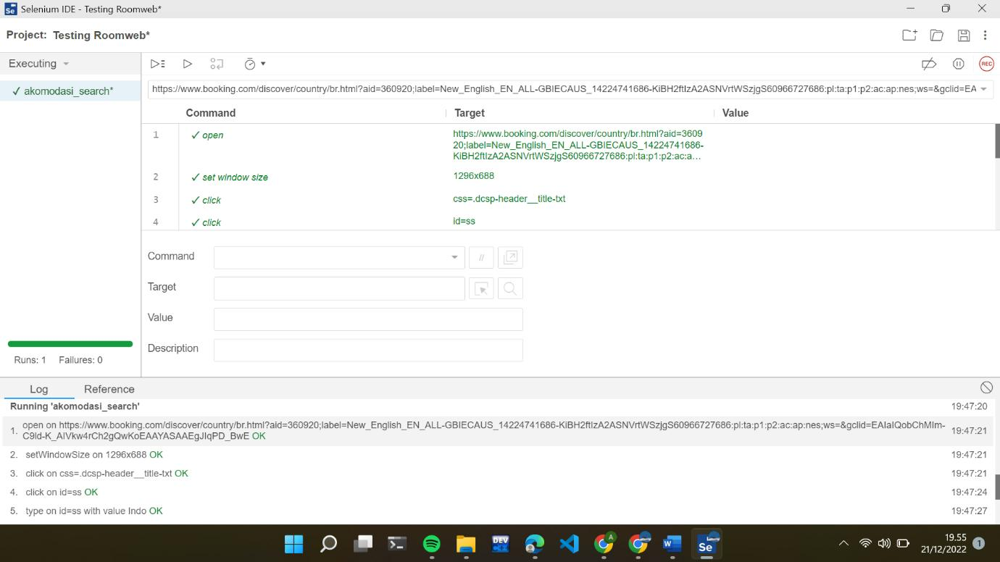 Selenium IDE - Testing Roomweb*
Project: Testing Roomweb*
Executing
✓ akomodasi_search*
REC
https://www.booking.com/discover/country/br.html?aid=360920;label=New_English_EN_ALL-GBIECAUS_14224741686-KiBH2ftIzA2ASNVrtWSzjgS60966727686:pl:ta:p1:p2:ac:ap:nes;ws=&gclid=EA
Command Target Value
1 ✓ open https://www.booking.com/discover/country/br.html?aid=3609
20;label=New_English_EN_ALL-GBIECAUS_14224741686-
KiBH2ftIzA2ASNVrtWSzjgS60966727686:pl:ta:p1:p2:ac:a...
2 ✓ set window size 1296x688
3 ✓ click css=.dcsp-header__title-txt
4 ✓ click id=ss
Command //
Target
Value
Description
Runs: 1 Failures: 0
Log Reference
Running 'akomodasi_search' 19:47:20
1. open on https://www.booking.com/discover/country/br.html?aid=360920;label=New_English_EN_ALL-GBIECAUS_14224741686-KiBH2ftIzA2ASNVrtWSzjgS60966727686:pl:ta:p1:p2:ac:ap:nes;ws=&gclid=EAIaIQobChMIm-
C9ld-K_AIVkw4rCh2gQwKoEAAYASAAEgJIqPD_BwE OK 19:47:21
2. setWindowSize on 1296x688 OK 19:47:21
3. click on css=.dcsp-header__title-txt OK 19:47:21
4. click on id=ss OK 19:47:24
5. type on id=ss with value Indo OK 19:47:27
DEV
A
W
Se
19.55
21/12/2022
1